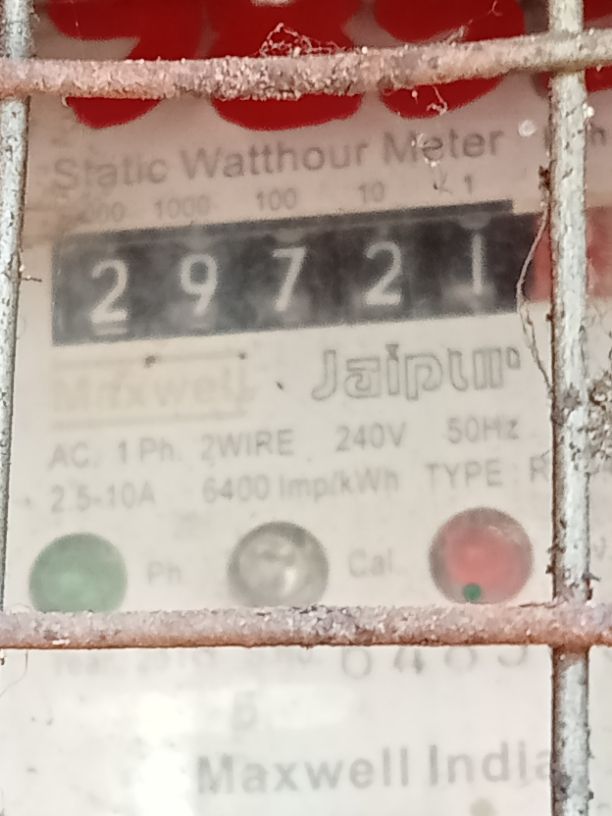 Static Watthour Meter
1000 100 10 1
2 9 7 2 1
Maxwell
Jaipur
AC. 1 Ph. 2WIRE 240V 50Hz
2.5-10A 6400 Imp/kWh TYPE
Ph Cal.
Maxwell India